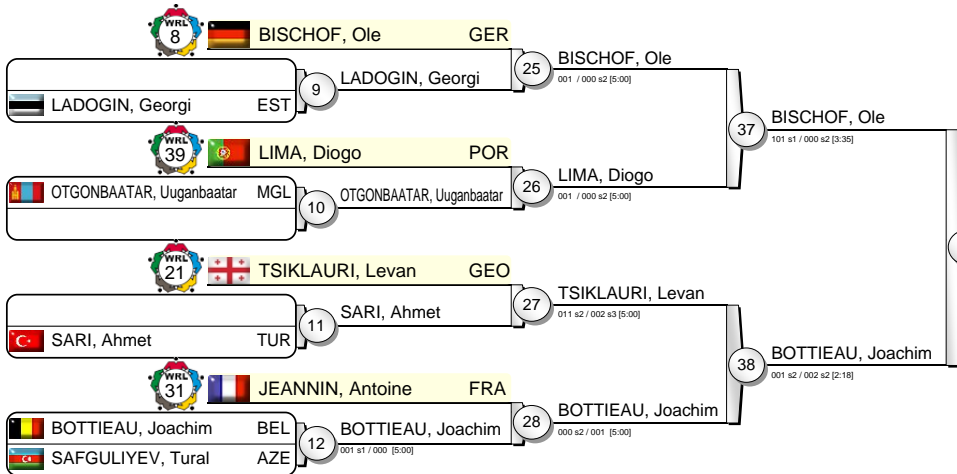 WRL
8
BISCHOF, Ole GER
LADOGIN, Georgi EST
9
LADOGIN, Georgi
25
BISCHOF, Ole
001 / 000 s2 [5:00]
WRL
39
LIMA, Diogo POR
OTGONBAATAR, Uuganbaatar MGL
10
OTGONBAATAR, Uuganbaatar
26
LIMA, Diogo
001 / 000 s2 [5:00]
37
BISCHOF, Ole
101 s1 / 000 s2 [3:35]
WRL
21
TSIKLAURI, Levan GEO
SARI, Ahmet TUR
11
SARI, Ahmet
27
TSIKLAURI, Levan
011 s2 / 002 s3 [5:00]
WRL
31
JEANNIN, Antoine FRA
BOTTIEAU, Joachim BEL
SAFGULIYEV, Tural AZE
12
BOTTIEAU, Joachim
001 s1 / 000 [5:00]
28
BOTTIEAU, Joachim
000 s2 / 001 [5:00]
38
BOTTIEAU, Joachim
001 s2 / 002 s2 [2:18]